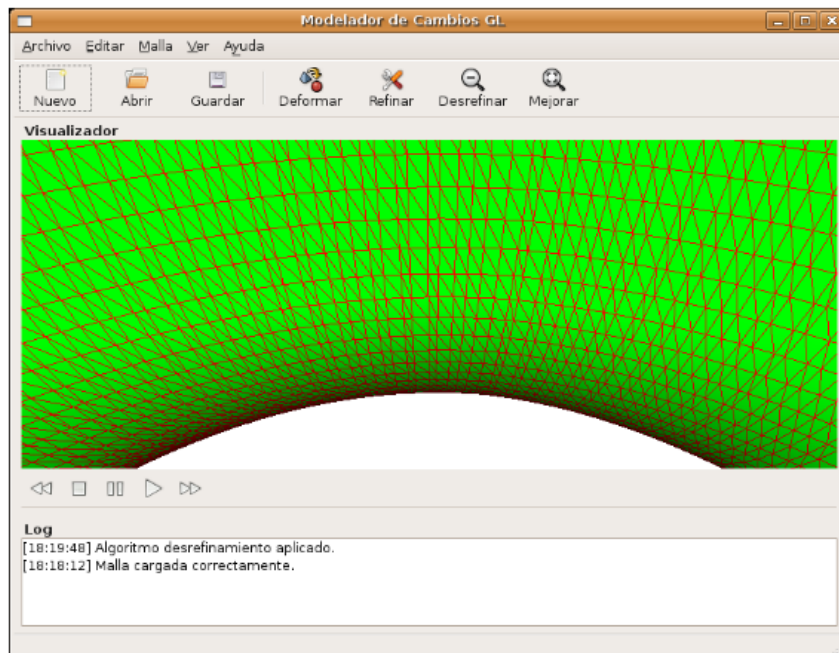 Modelador de Cambios GL
Archivo Editar Malla Ver Ayuda
Nuevo Abrir Guardar Deformar Refinar Desrefinar Mejorar
Visualizador
Log
[18:19:48] Algoritmo desrefinamiento aplicado.
[18:18:12] Malla cargada correctamente.